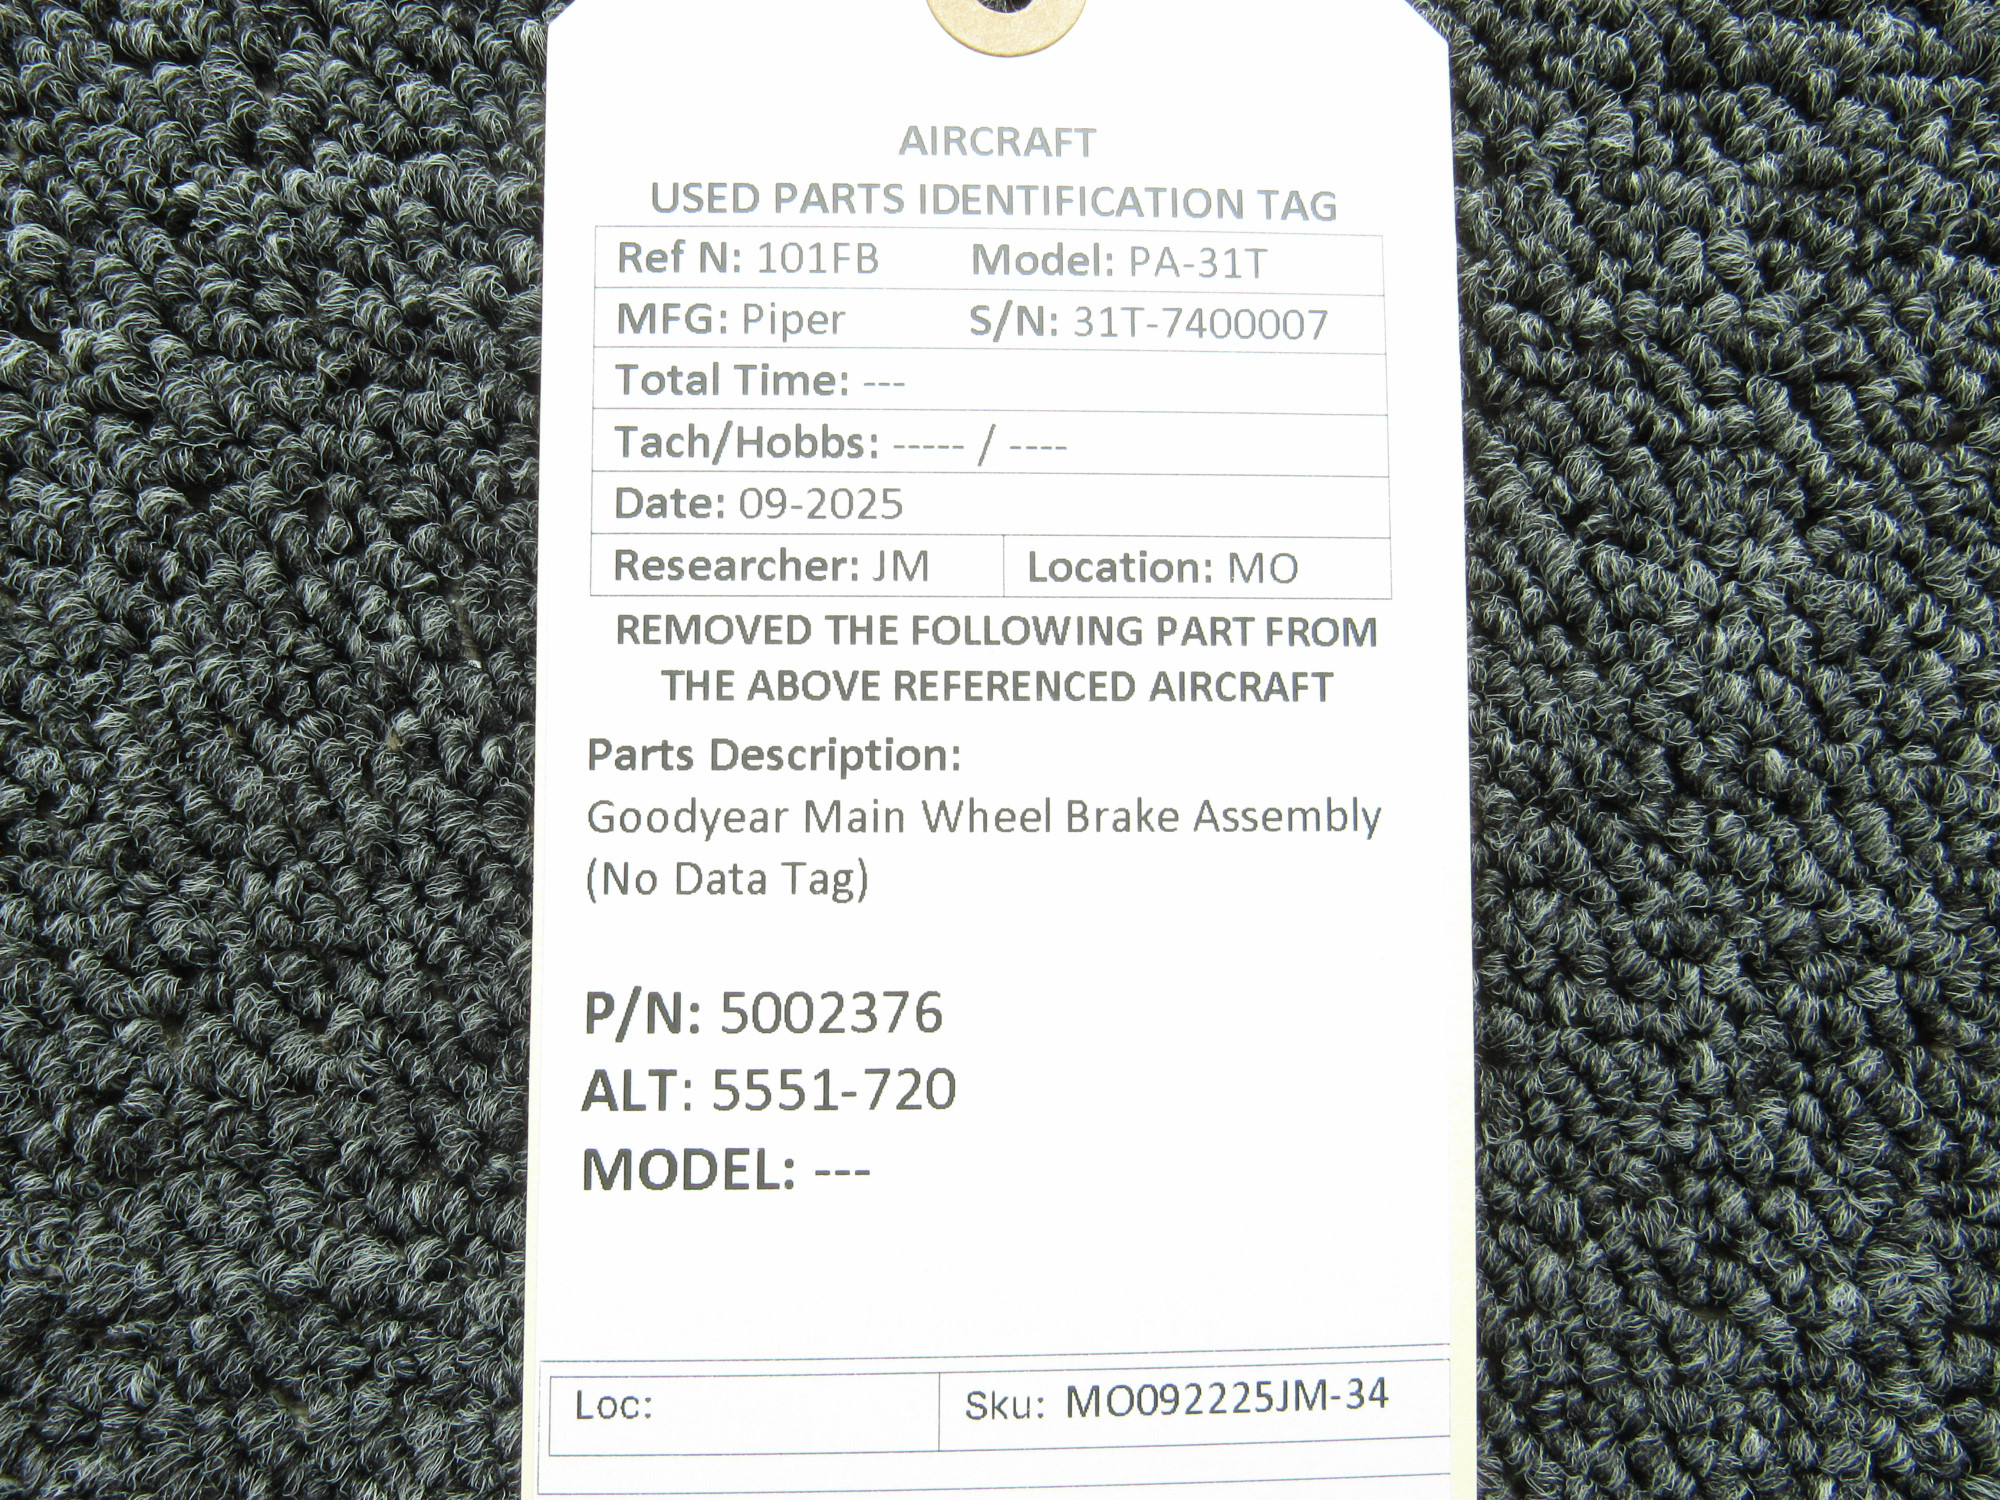 AIRCRAFT
USED PARTS IDENTIFICATION TAG
Ref N: 101FB Model: PA-31T
MFG: Piper S/N: 31T-7400007
Total Time: ---
Tach/Hobbs: ----- / ----
Date: 09-2025
Researcher: JM Location: MO
REMOVED THE FOLLOWING PART FROM
THE ABOVE REFERENCED AIRCRAFT
Parts Description:
Goodyear Main Wheel Brake Assembly
(No Data Tag)
P/N: 5002376
ALT: 5551-720
MODEL: ---
Loc: Sku: MO092225JM-34